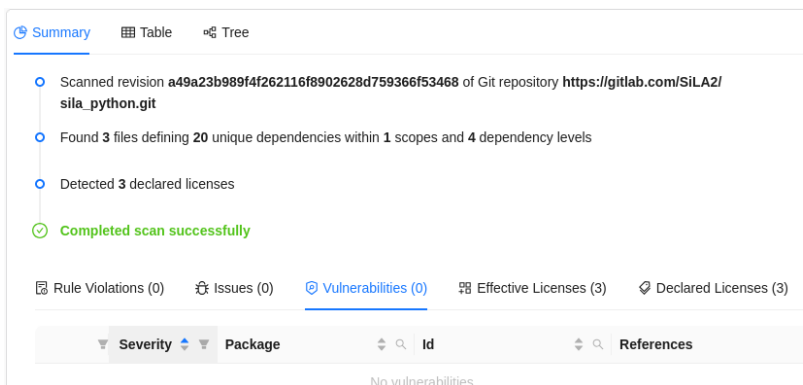 Summary Table Tree
Scanned revision a49a23b989f4f262116f8902628d759366f53468 of Git repository https://gitlab.com/SiLA2/
sila_python.git
Found 3 files defining 20 unique dependencies within 1 scopes and 4 dependency levels
Detected 3 declared licenses
Completed scan successfully
Rule Violations (0) Issues (0) Vulnerabilities (0) Effective Licenses (3) Declared Licenses (3)
Severity Package Id References
No vulnerabilities